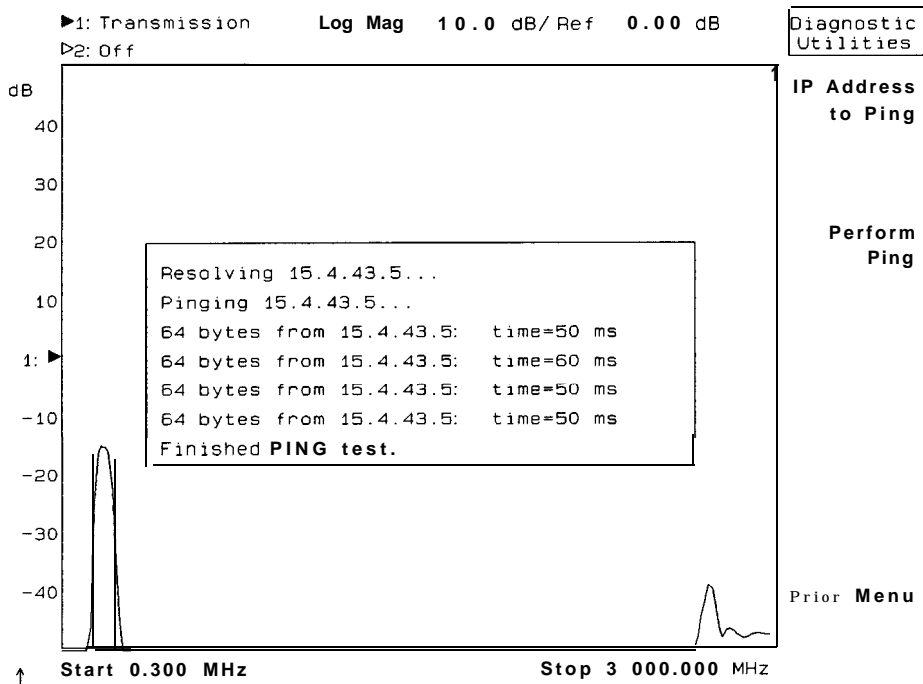 ▶1: Transmission Log Mag 10.0 dB/ Ref 0.00 dB
▷2: Off
Diagnostic
Utilities
dB
IP Address
to Ping
40
30
20
Perform
Ping
10
1: ▶
-10
-20
-30
-40
Resolving 15.4.43.5...
Pinging 15.4.43.5...
64 bytes from 15.4.43.5: time=50 ms
64 bytes from 15.4.43.5: time=60 ms
64 bytes from 15.4.43.5: time=50 ms
64 bytes from 15.4.43.5: time=50 ms
Finished PING test.
1
Prior Menu
Start 0.300 MHz Stop 3 000.000 MHz